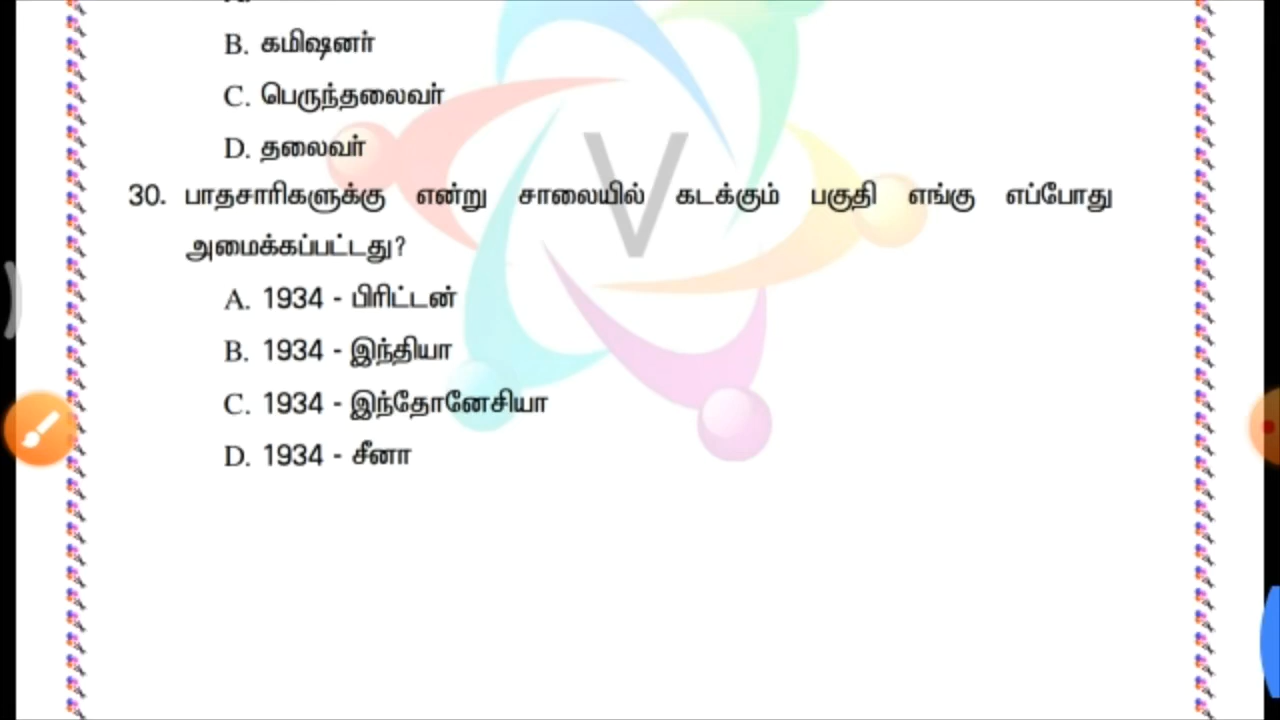 B. கமிஷனர்
C. பெருந்தலைவர்
D. தலைவர்
30. பாதசாரிகளுக்கு என்று சாலையில் கடக்கும் பகுதி எங்கு எப்போது
அமைக்கப்பட்டது?
A. 1934 - பிரிட்டன்
B. 1934 - இந்தியா
C. 1934 - இந்தோனேசியா
D. 1934 - சீனா
V